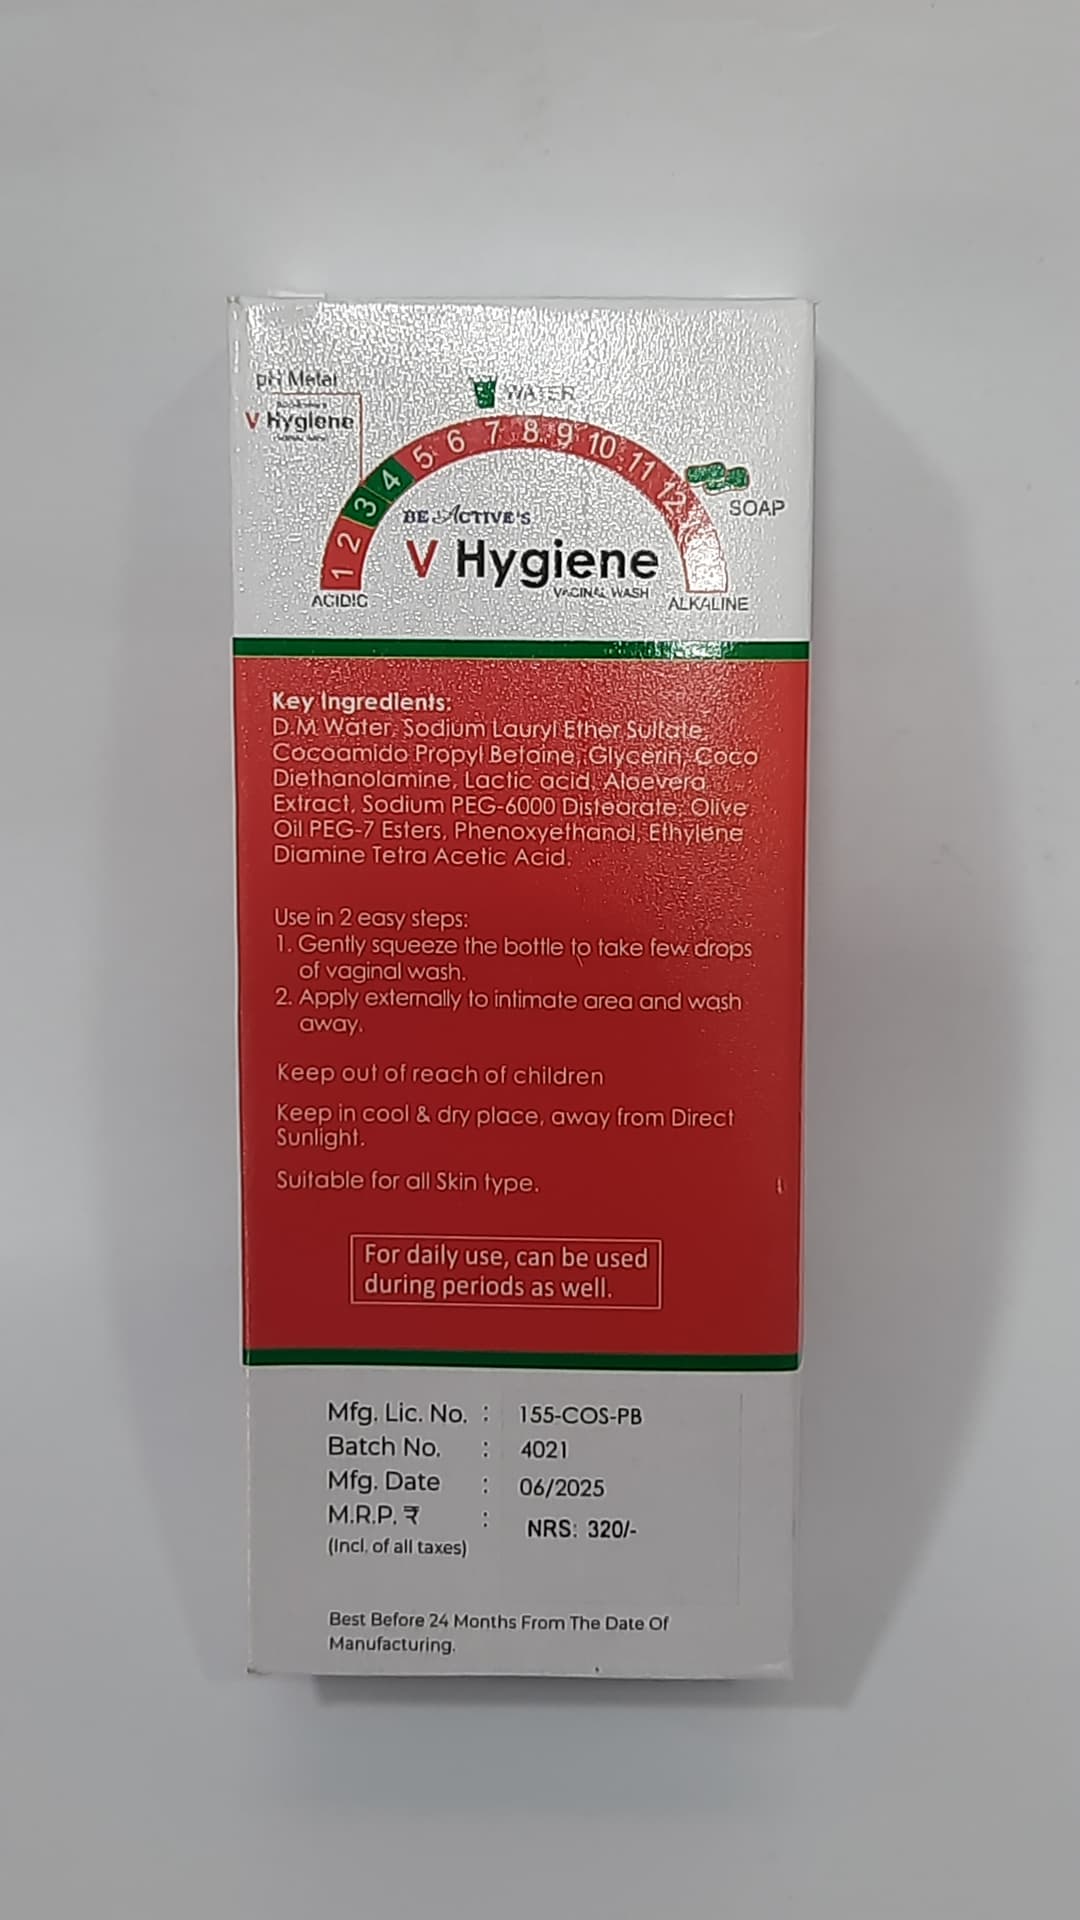 pH Metal
V Hygiene
WATER
1 2 3 4 5 6 7 8 9 10 11 12
SOAP
BE ACTIVE'S
V Hygiene
VAGINAL WASH
ACIDIC
ALKALINE
Key Ingredients:
D.M Water, Sodium Lauryl Ether Sulfate,
Cocoamido Propyl Betaine, Glycerin, Coco
Diethanolamine, Lactic acid, Aloevera
Extract, Sodium PEG-6000 Distearate, Olive
Oil PEG-7 Esters, Phenoxyethanol, Ethylene
Diamine Tetra Acetic Acid.
Use in 2 easy steps:
1. Gently squeeze the bottle to take few drops
of vaginal wash.
2. Apply externally to intimate area and wash
away.
Keep out of reach of children
Keep in cool & dry place, away from Direct
Sunlight.
Suitable for all Skin type.
For daily use, can be used
during periods as well.
Mfg. Lic. No. : 155-COS-PB
Batch No. : 4021
Mfg. Date : 06/2025
M.R.P. ₹ : NRS: 320/-
(Incl. of all taxes)
Best Before 24 Months From The Date Of
Manufacturing.